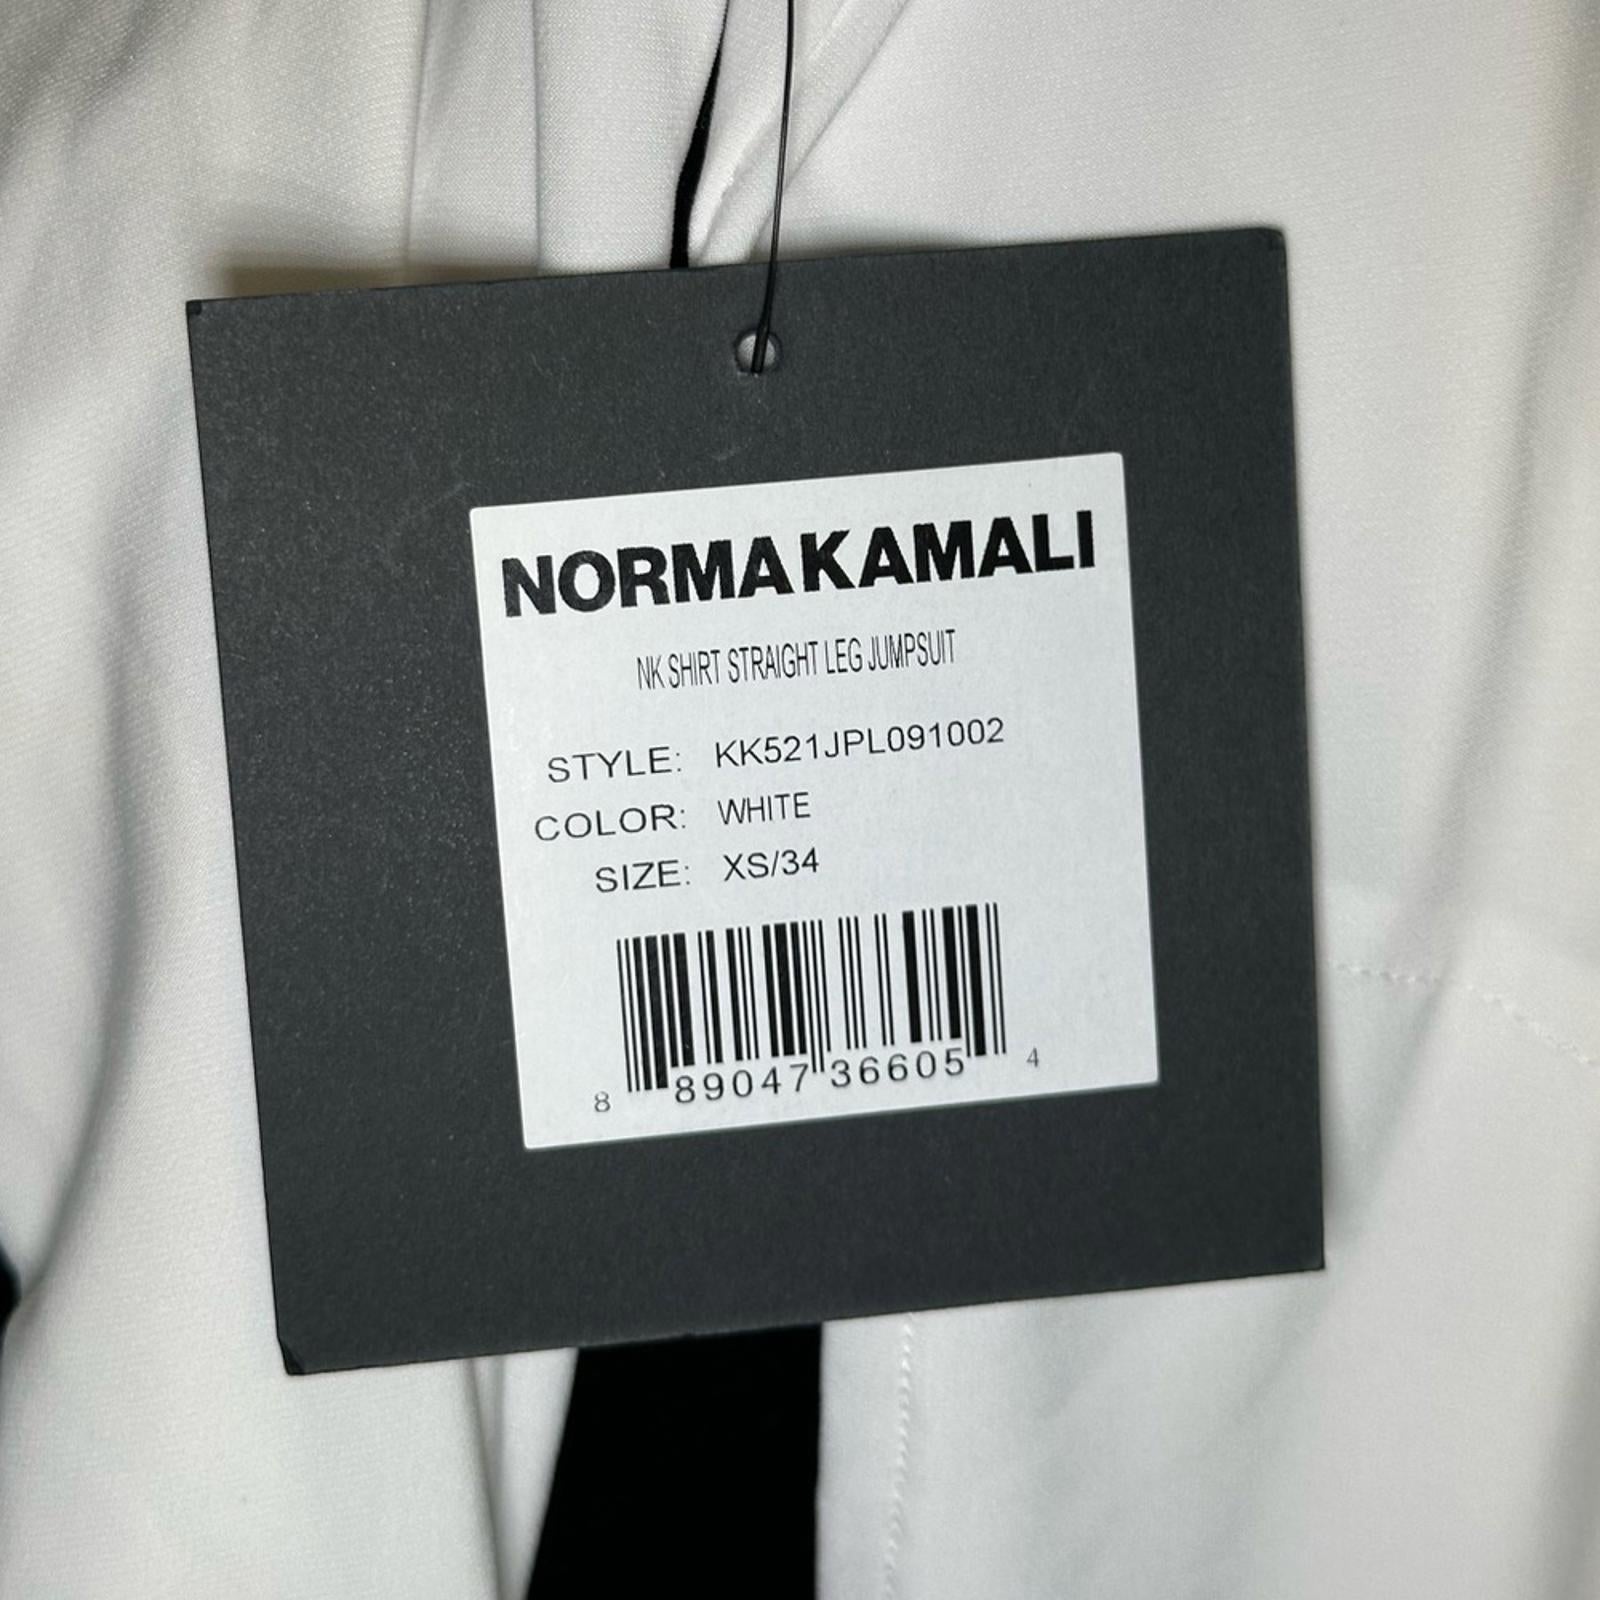 NORMA KAMALI
NK SHIRT STRAIGHT LEG JUMPSUIT
STYLE: KK521JPL091002
COLOR: WHITE
SIZE: XS/34
8 89047 36605 4